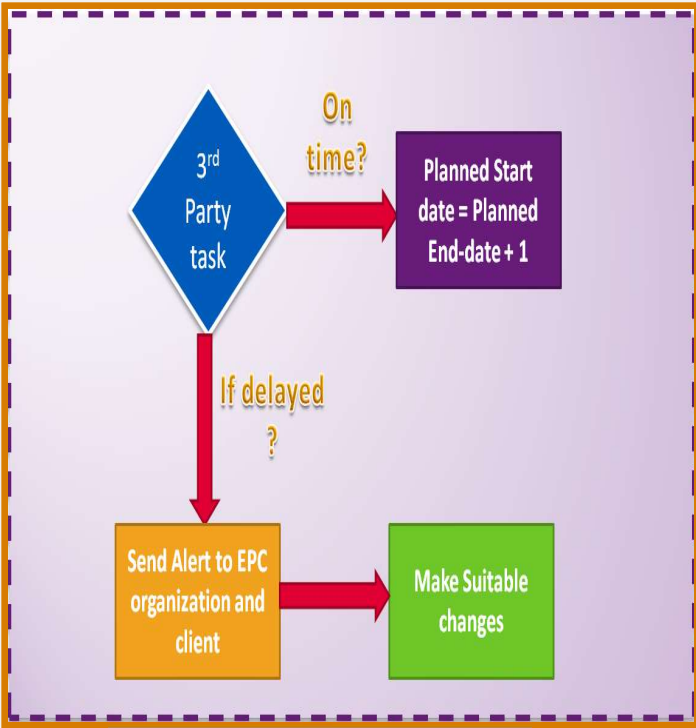 On
time?
3rd
Party
task
Planned Start
date = Planned
End-date + 1
If delayed
?
Send Alert to EPC
organization and
client
Make Suitable
changes